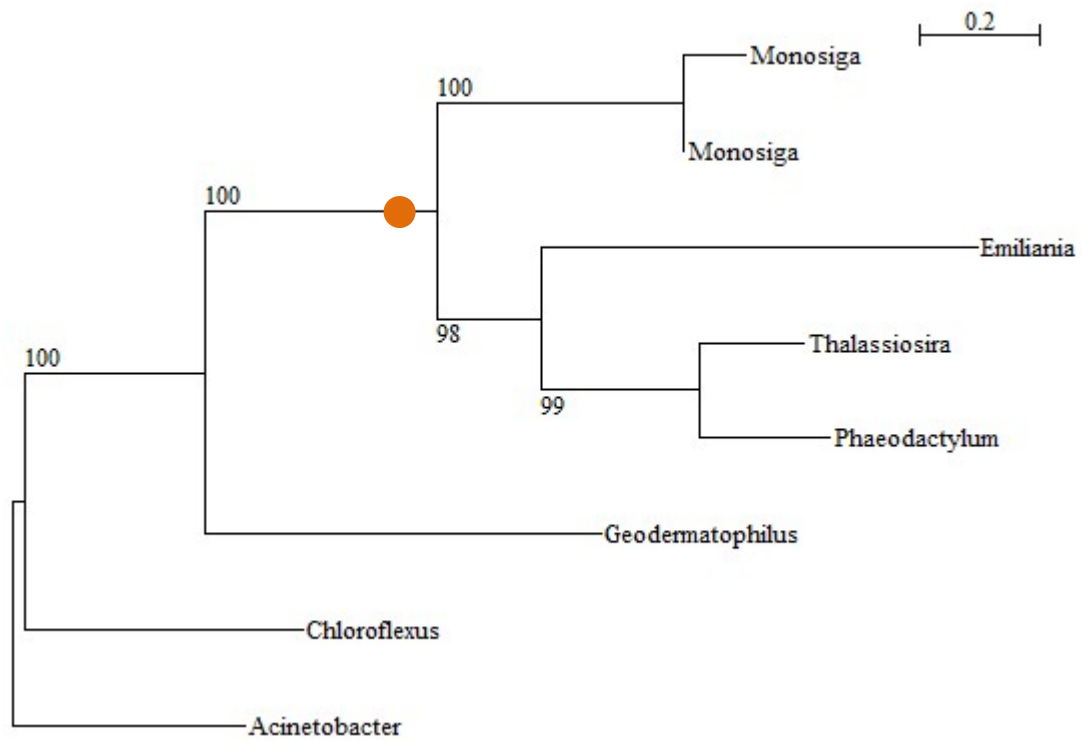 0.2
Monosiga
100
Monosiga
100
Emiliania
98
Thalassiosira
100
99
Phaeodactylum
Geodermatophilus
Chloroflexus
Acinetobacter